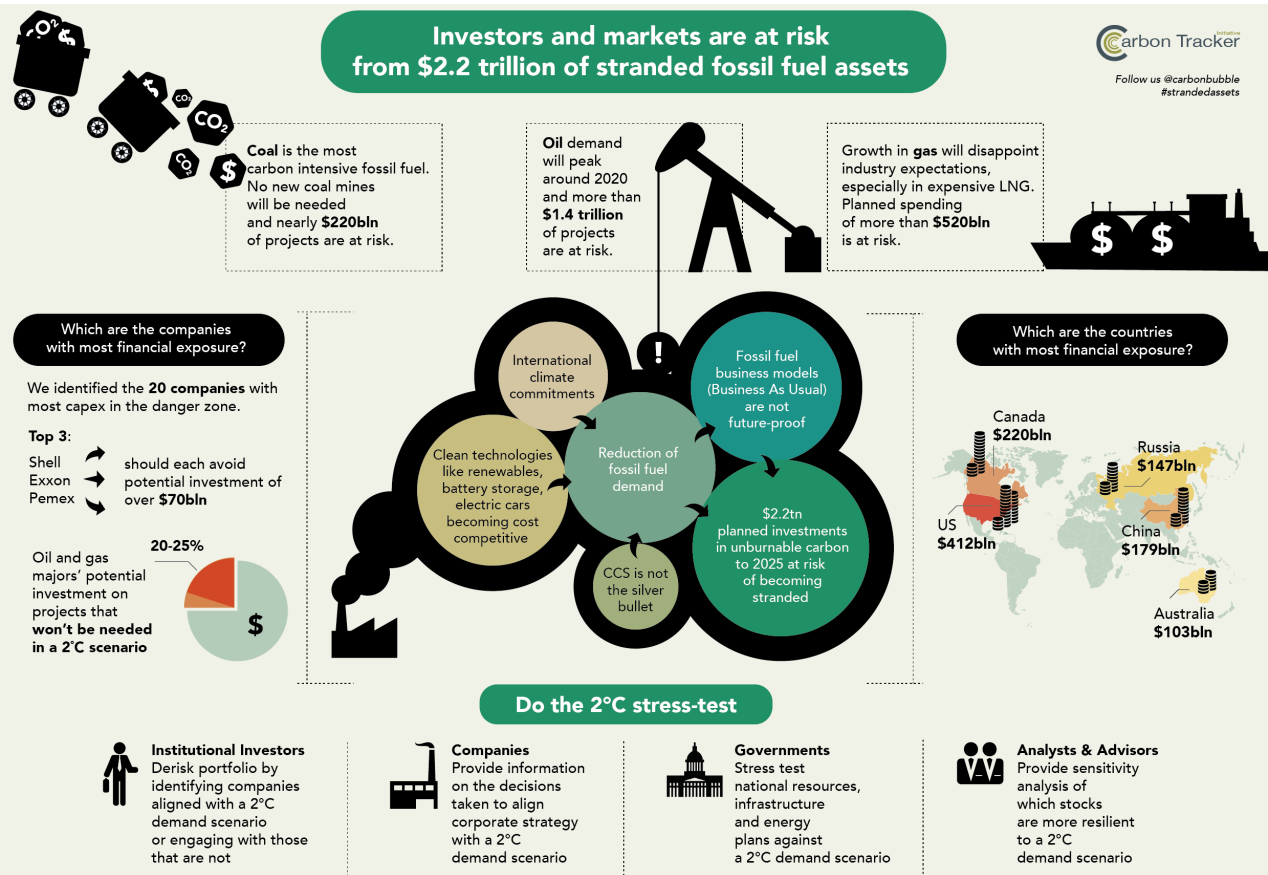 Investors and markets are at risk
from $2.2 trillion of stranded fossil fuel assets
Initiative
Carbon Tracker
Follow us @carbonbubble
#strandedassets
CO2
$
$
CO2
CO2
CO2
$
Coal is the most
carbon intensive fossil fuel.
No new coal mines
will be needed
and nearly $220bln
of projects are at risk.
Oil demand
will peak
around 2020
and more than
$1.4 trillion
of projects
are at risk.
Growth in gas will disappoint
industry expectations,
especially in expensive LNG.
Planned spending
of more than $520bln
is at risk.
$ $
Which are the companies
with most financial exposure?
We identified the 20 companies with
most capex in the danger zone.
Top 3:
Shell
Exxon
Pemex
should each avoid
potential investment of
over $70bln
20-25%
Oil and gas
majors' potential
investment on
projects that
won't be needed
in a 2°C scenario
$
International
climate
commitments
!
Fossil fuel
business models
(Business As Usual)
are not
future-proof
Clean technologies
like renewables,
battery storage,
electric cars
becoming cost
competitive
Reduction of
fossil fuel
demand
CCS is not
the silver
bullet
$2.2tn
planned investments
in unburnable carbon
to 2025 at risk
of becoming
stranded
Which are the countries
with most financial exposure?
Canada
$220bln
Russia
$147bln
US
$412bln
China
$179bln
Australia
$103bln
Do the 2°C stress-test
Institutional Investors
Derisk portfolio by
identifying companies
aligned with a 2°C
demand scenario
or engaging with those
that are not
Companies
Provide information
on the decisions
taken to align
corporate strategy
with a 2°C
demand scenario
Governments
Stress test
national resources,
infrastructure
and energy
plans against
a 2°C demand scenario
Analysts & Advisors
Provide sensitivity
analysis of
which stocks
are more resilient
to a 2°C
demand scenario